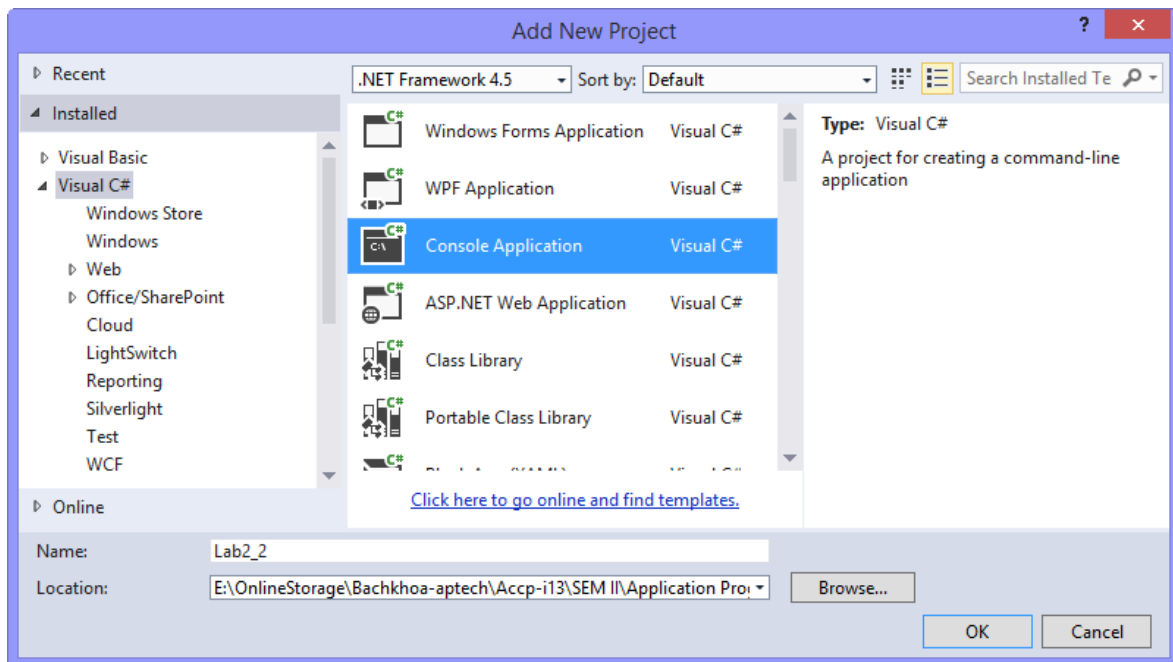 Add New Project
?
Recent
.NET Framework 4.5
Sort by:
Default
Search Installed Te
Installed
Visual Basic
Visual C#
Windows Store
Windows
Web
Office/SharePoint
Cloud
LightSwitch
Reporting
Silverlight
Test
WCF
Online
C#
Windows Forms Application Visual C#
C#
WPF Application Visual C#
C#
C:\
Console Application Visual C#
C#
ASP.NET Web Application Visual C#
C#
Class Library Visual C#
C#
Portable Class Library Visual C#
C#
Click here to go online and find templates.
Type: Visual C#
A project for creating a command-line
application
Name: Lab2_2
Location: E:\OnlineStorage\Bachkhoa-aptech\Accp-i13\SEM II\Application
Browse...
OK
Cancel